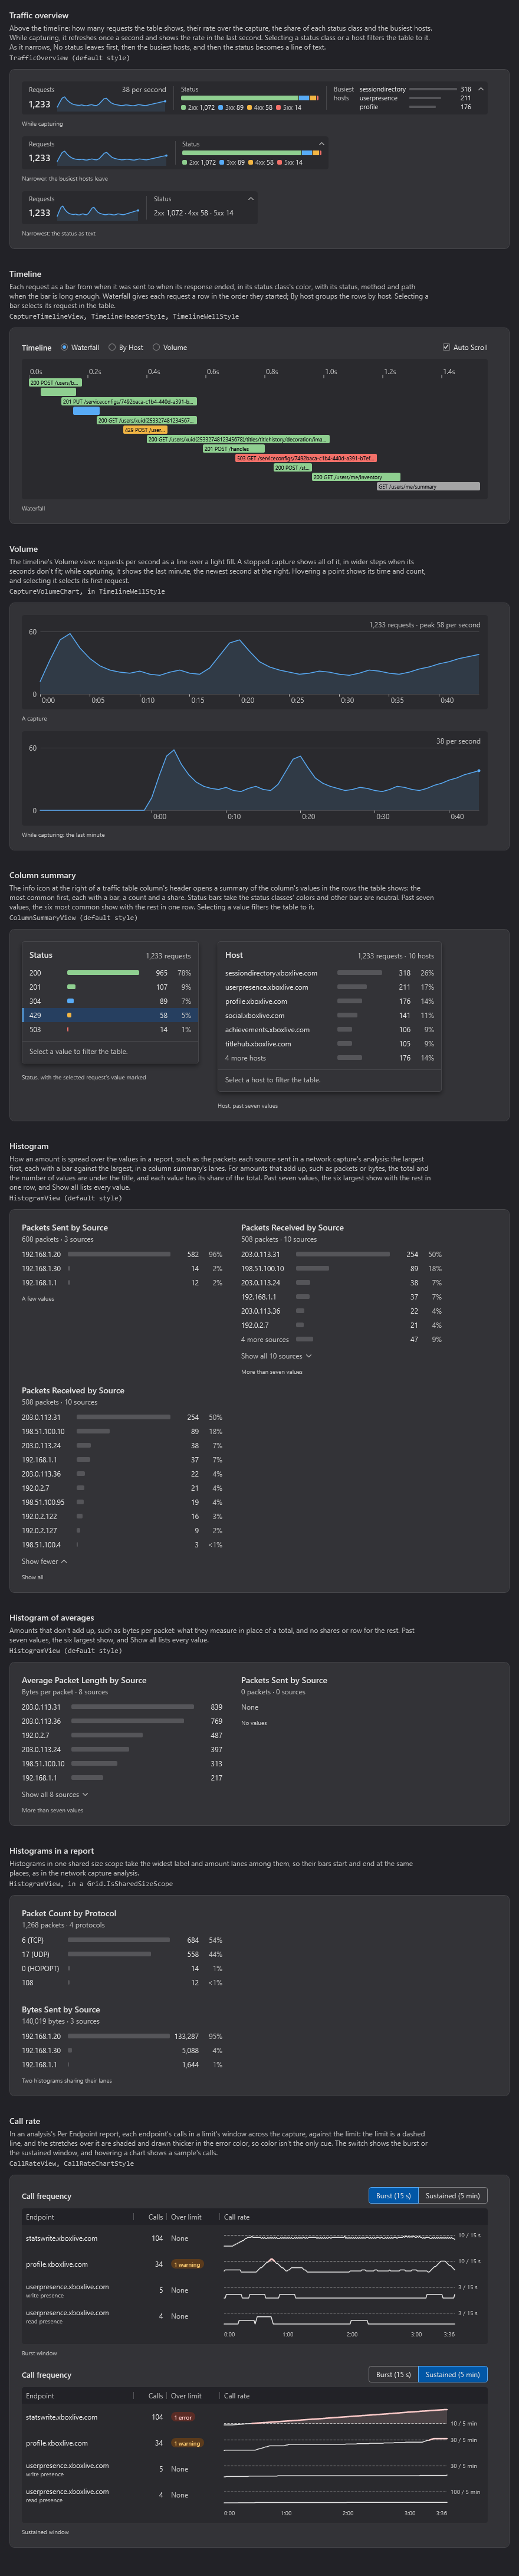 Traffic overview
Above the timeline: how many requests the table shows, their rate over the capture, the share of each status class and the busiest hosts.
While capturing, it refreshes once a second and shows the rate in the last second. Selecting a status class or a host filters the table to it.
As it narrows, No status leaves first, then the busiest hosts, and then the status becomes a line of text.
TrafficOverview (default style)
Requests 38 per second Status Busiest hosts sessiondirectory 318
1,233 userpresence 211
2xx 1,072 3xx 89 4xx 58 5xx 14 profile 176
While capturing
Requests Status
1,233
2xx 1,072 3xx 89 4xx 58 5xx 14
Narrower: the busiest hosts leave
Requests Status
1,233 2xx 1,072 · 4xx 58 · 5xx 14
Narrowest: the status as text
Timeline
Each request as a bar from when it was sent to when its response ended, in its status class's color, with its status, method and path
when the bar is long enough. Waterfall gives each request a row in the order they started; By host groups the rows by host. Selecting a
bar selects its request in the table.
CaptureTimelineView, TimelineHeaderStyle, TimelineWellStyle
Timeline Waterfall By Host Volume Auto Scroll
0.0s 0.2s 0.4s 0.6s 0.8s 1.0s 1.2s 1.4s
200 POST /users/b...
201 PUT /serviceconfigs/7492baca-c1b4-440d-a391-b...
200 GET /users/xuid(253327481234567...
429 POST /user...
200 GET /users/xuid(2533274812345678)/titles/titlehistory/decoration/ima...
201 POST /handles
503 GET /serviceconfigs/7492baca-c1b4-440d-a391-b7ef...
200 POST /st...
200 GET /users/me/inventory
GET /users/me/summary
Waterfall
Volume
The timeline's Volume view: requests per second as a line over a light fill. A stopped capture shows all of it, in wider steps when its
seconds don't fit; while capturing, it shows the last minute, the newest second at the right. Hovering a point shows its time and count,
and selecting it selects its first request.
CaptureVolumeChart, in TimelineWellStyle
1,233 requests · peak 58 per second
60
0
0:00 0:05 0:10 0:15 0:20 0:25 0:30 0:35 0:40
A capture
38 per second
60
0
0:00 0:10 0:20 0:30 0:40
While capturing: the last minute
Column summary
The info icon at the right of a traffic table column's header opens a summary of the column's values in the rows the table shows: the
most common first, each with a bar, a count and a share. Status bars take the status classes' colors and other bars are neutral. Past seven
values, the six most common show with the rest in one row. Selecting a value filters the table to it.
ColumnSummaryView (default style)
Status 1,233 requests
200 965 78%
201 107 9%
304 89 7%
429 58 5%
503 14 1%
Select a value to filter the table.
Status, with the selected request's value marked
Host 1,233 requests · 10 hosts
sessiondirectory.xboxlive.com 318 26%
userpresence.xboxlive.com 211 17%
profile.xboxlive.com 176 14%
social.xboxlive.com 141 11%
achievements.xboxlive.com 106 9%
titlehub.xboxlive.com 105 9%
4 more hosts 176 14%
Select a host to filter the table.
Host, past seven values
Histogram
How an amount is spread over the values in a report, such as the packets each source sent in a network capture's analysis: the largest
first, each with a bar against the largest, in a column summary's lanes. For amounts that add up, such as packets or bytes, the total and
the number of values are under the title, and each value has its share of the total. Past seven values, the six largest show with the rest in
one row, and Show all lists every value.
HistogramView (default style)
Packets Sent by Source
608 packets · 3 sources
192.168.1.20 582 96%
192.168.1.30 14 2%
192.168.1.1 12 2%
A few values
Packets Received by Source
508 packets · 10 sources
203.0.113.31 254 50%
198.51.100.10 89 18%
203.0.113.24 38 7%
192.168.1.1 37 7%
203.0.113.36 22 4%
192.0.2.7 21 4%
4 more sources 47 9%
Show all 10 sources
More than seven values
Packets Received by Source
508 packets · 10 sources
203.0.113.31 254 50%
198.51.100.10 89 18%
203.0.113.24 38 7%
192.168.1.1 37 7%
203.0.113.36 22 4%
192.0.2.7 21 4%
198.51.100.95 19 4%
192.0.2.122 16 3%
192.0.2.127 9 2%
198.51.100.4 3 <1%
Show fewer
Show all
Histogram of averages
Amounts that don't add up, such as bytes per packet: what they measure in place of a total, and no shares or row for the rest. Past
seven values, the six largest show, and Show all lists every value.
HistogramView (default style)
Average Packet Length by Source
Bytes per packet · 8 sources
203.0.113.31 839
203.0.113.36 769
192.0.2.7 487
203.0.113.24 397
198.51.100.10 313
192.168.1.1 217
Show all 8 sources
More than seven values
Packets Sent by Source
0 packets · 0 sources
None
No values
Histograms in a report
Histograms in one shared size scope take the widest label and amount lanes among them, so their bars start and end at the same
places, as in the network capture analysis.
HistogramView, in a Grid.IsSharedSizeScope
Packet Count by Protocol
1,268 packets · 4 protocols
6 (TCP) 684 54%
17 (UDP) 558 44%
0 (HOPOPT) 14 1%
108 12 <1%
Bytes Sent by Source
140,019 bytes · 3 sources
192.168.1.20 133,287 95%
192.168.1.30 5,088 4%
192.168.1.1 1,644 1%
Two histograms sharing their lanes
Call rate
In an analysis's Per Endpoint report, each endpoint's calls in a limit's window across the capture, against the limit: the limit is a dashed
line, and the stretches over it are shaded and drawn thicker in the error color, so color isn't the only cue. The switch shows the burst or
the sustained window, and hovering a chart shows a sample's calls.
CallRateView, CallRateChartStyle
Call frequency Burst (15 s) Sustained (5 min)
Endpoint Calls Over limit Call rate
statswrite.xboxlive.com 104 None 10 / 15 s
profile.xboxlive.com 34 1 warning 10 / 15 s
userpresence.xboxlive.com 5 None 3 / 15 s
write presence
userpresence.xboxlive.com 4 None 3 / 15 s
read presence
0:00 1:00 2:00 3:00 3:36
Burst window
Call frequency Burst (15 s) Sustained (5 min)
Endpoint Calls Over limit Call rate
statswrite.xboxlive.com 104 1 error 10 / 5 min
profile.xboxlive.com 34 1 warning 30 / 5 min
userpresence.xboxlive.com 5 None 30 / 5 min
write presence
userpresence.xboxlive.com 4 None 100 / 5 min
read presence
0:00 1:00 2:00 3:00 3:36
Sustained window